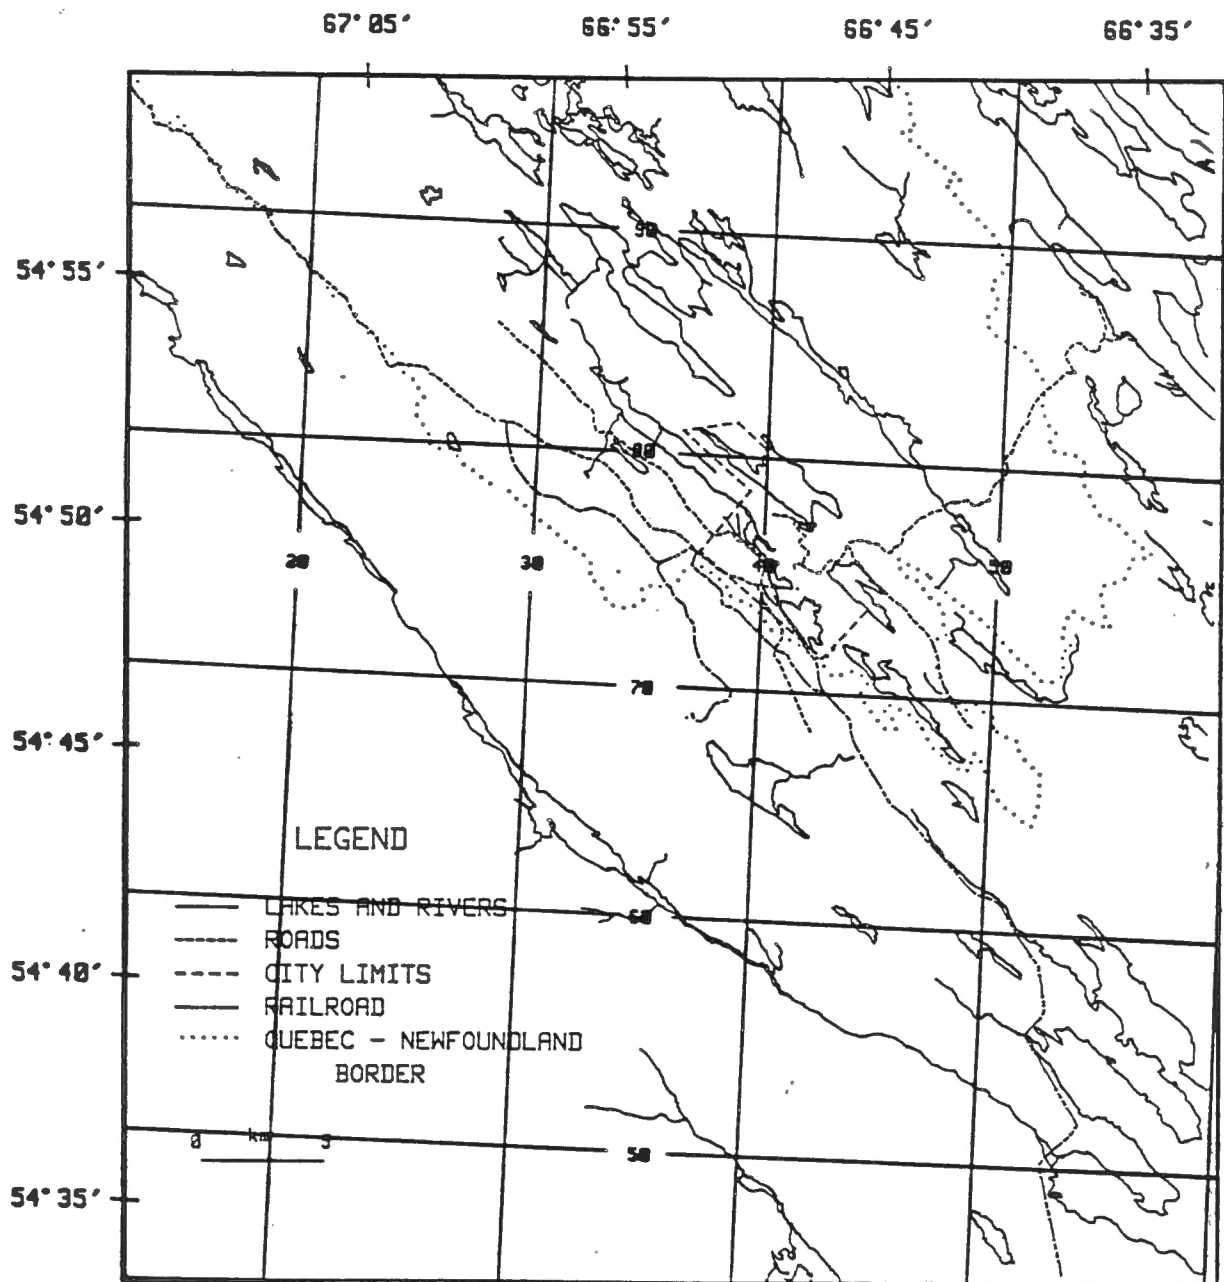 67°05′ 66°55′ 66°45′ 66°35′
90
54°55′
80
54°50′
20 30 40 50
70
54°45′
LEGEND
LAKES AND RIVERS
60
ROADS
CITY LIMITS
54°40′
RAILROAD
QUEBEC - NEWFOUNDLAND
BORDER
0 km 5
50
54°35′